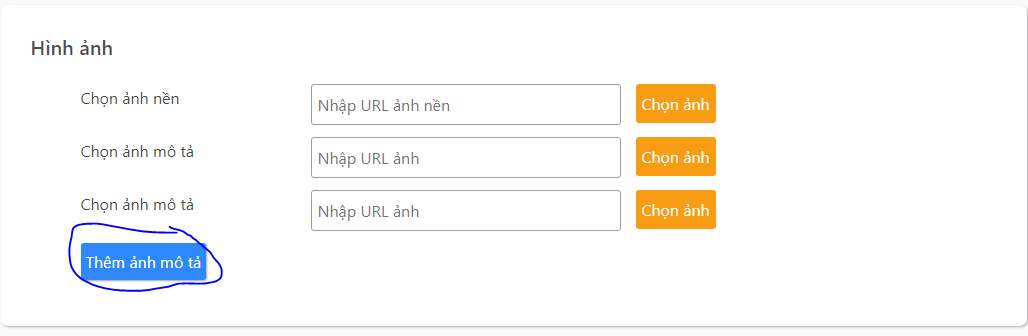 Hình ảnh
Chọn ảnh nền Nhập URL ảnh nền Chọn ảnh
Chọn ảnh mô tả Nhập URL ảnh Chọn ảnh
Chọn ảnh mô tả Nhập URL ảnh Chọn ảnh
Thêm ảnh mô tả